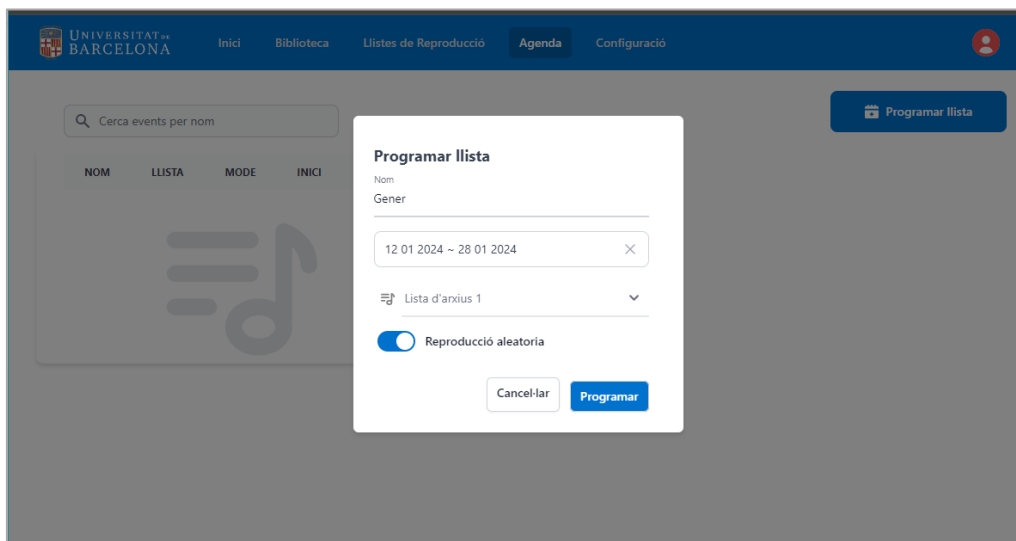 UNIVERSITAT DE
BARCELONA
Inici
Biblioteca
Llistes de Reproducció
Agenda
Configuració
Cerca events per nom
Programar llista
NOM
LLISTA
MODE
INICI
Programar llista
Nom
Gener
12 01 2024 ~ 28 01 2024
Lista d'arxius 1
Reproducció aleatoria
Cancel·lar
Programar